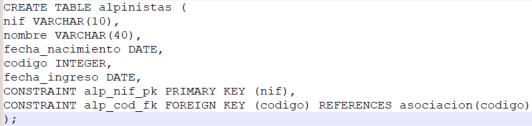 CREATE TABLE alpinistas (
nif VARCHAR(10),
nombre VARCHAR(40),
fecha_nacimiento DATE,
codigo INTEGER,
fecha_ingreso DATE,
CONSTRAINT alp_nif_pk PRIMARY KEY (nif),
CONSTRAINT alp_cod_fk FOREIGN KEY (codigo) REFERENCES asociacion(codigo)
);